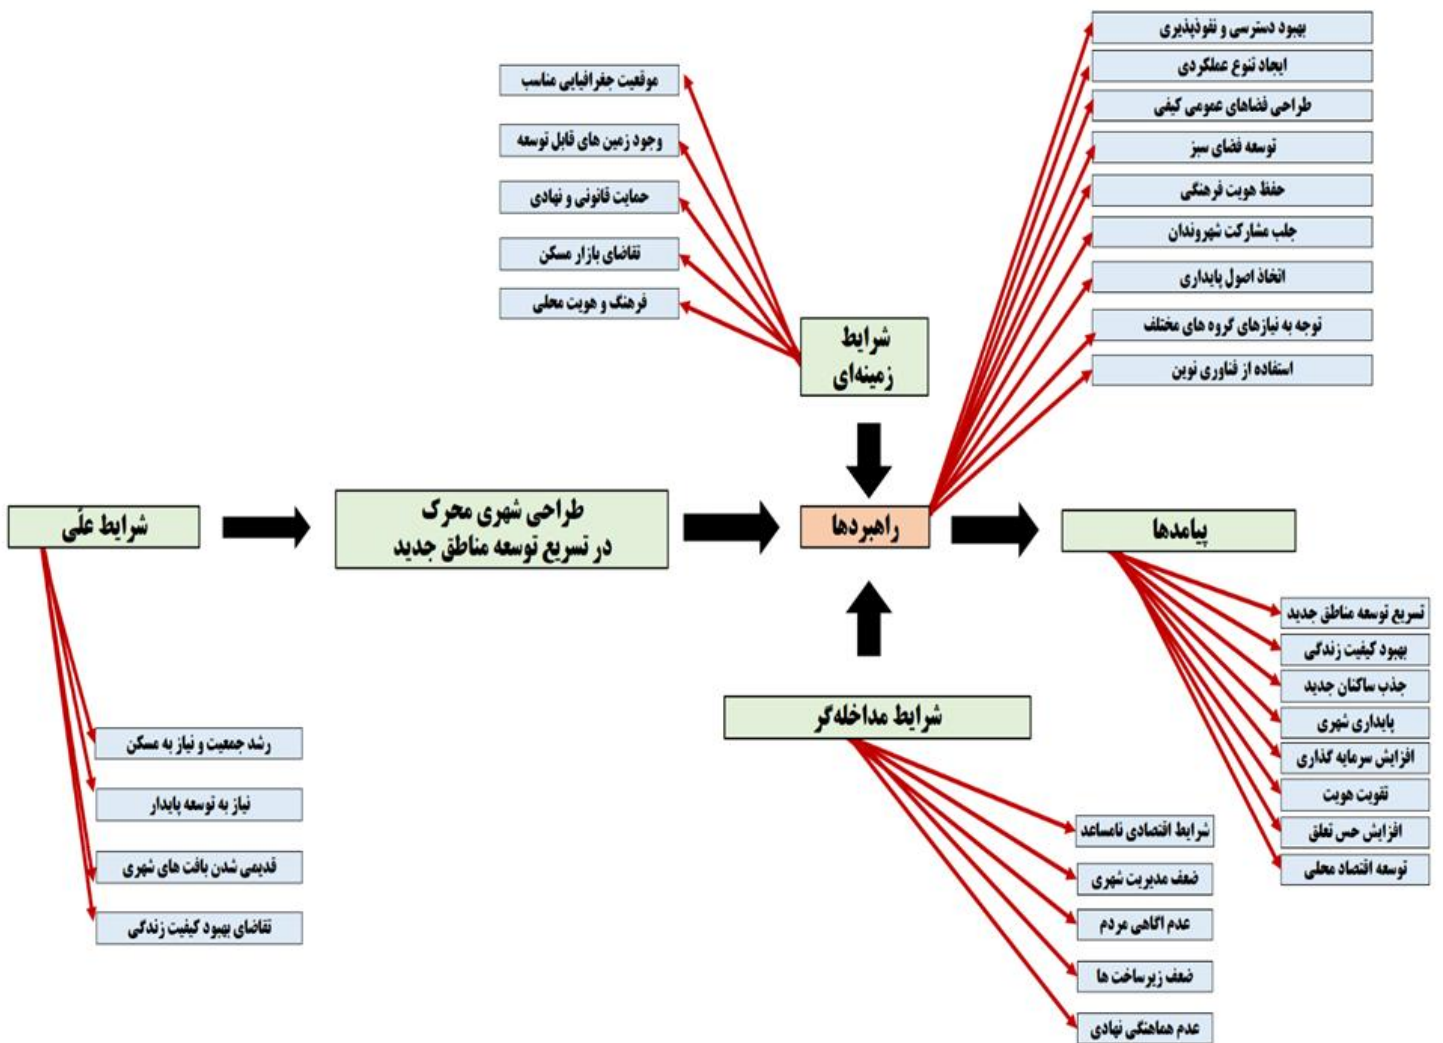 بهبود دسترسی و نفوذپذیری
ایجاد تنوع عملکردی
طراحی فضاهای عمومی کیفی
توسعه فضای سبز
حفظ هویت فرهنگی
جلب مشارکت شهروندان
اتخاذ اصول پایداری
توجه به نیازهای گروه های مختلف
استفاده از فناوری نوین
موقعیت جغرافیایی مناسب
وجود زمین های قابل توسعه
حمایت قانونی و نهادی
تقاضای بازار مسکن
فرهنگ و هویت محلی
شرایط
زمینه‌ای
شرایط علّی
طراحی شهری محرک
در تسریع توسعه مناطق جدید
راهبردها
پیامدها
تسریع توسعه مناطق جدید
بهبود کیفیت زندگی
جذب ساکنان جدید
پایداری شهری
افزایش سرمایه گذاری
تقویت هویت
افزایش حس تعلق
توسعه اقتصاد محلی
شرایط مداخله‌گر
شرایط اقتصادی نامساعد
ضعف مدیریت شهری
عدم اگاهی مردم
ضعف زیرساخت ها
عدم هماهنگی نهادی
رشد جمعیت و نیاز به مسکن
نیاز به توسعه پایدار
قدیمی شدن بافت های شهری
تقاضای بهبود کیفیت زندگی